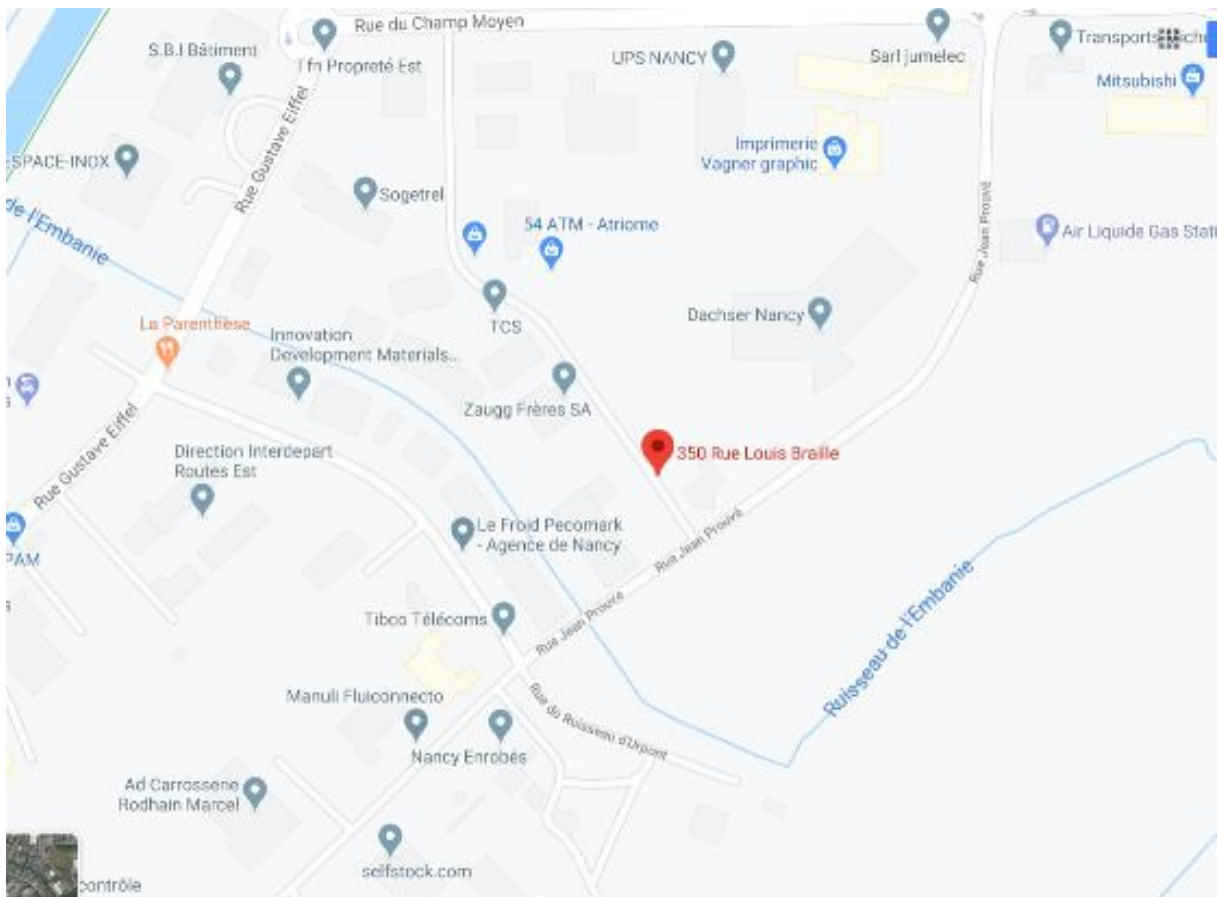 Rue du Champ Moyen
S.B.I Bâtiment
Tfn Propreté Est
UPS NANCY
Sarl jumelec
Mitsubishi
Imprimerie
Vagner graphic
ESPACE-INOX
Rue Gustave Eiffel
Sogetrel
Rue Jean Prouvé
de l'Embanie
54 ATM - Atriome
Air Liquide Gas Stati
La Parenthèse
TCS
Dachser Nancy
Innovation
Development Materials...
Zaugg Frères SA
Rue Gustave Eiffel
Direction Interdepart
Routes Est
350 Rue Louis Braille
Le Froid Pecomark
- Agence de Nancy
PAM
Rue Jean Prouvé
Rue Jean Prouvé
Ruisseau de l'Embanie
Tibco Télécoms
Manuli Fluiconnecto
Rue du Ruisseau d'Urpont
Nancy Enrobés
Ad Carrosserie
Rodhain Marcel
selfstock.com
contrôle